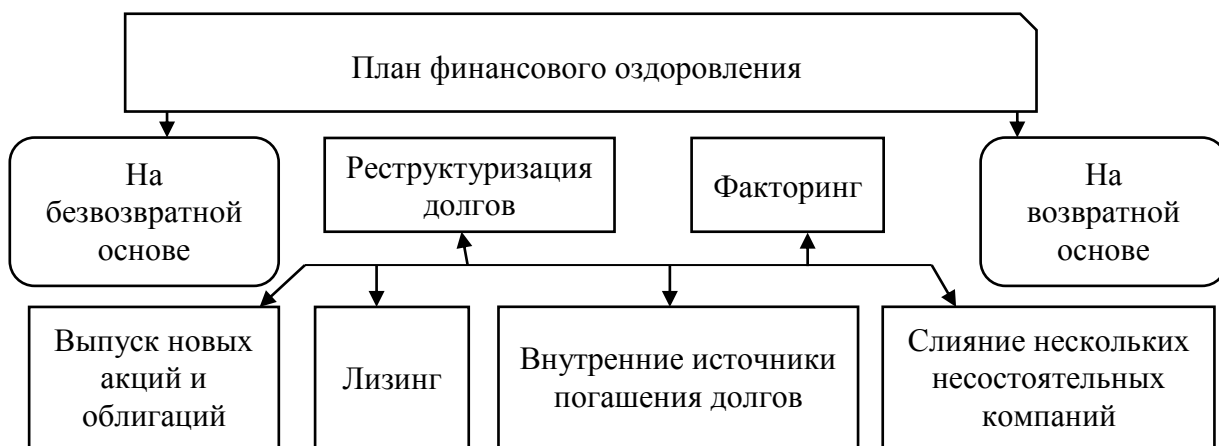 План финансового оздоровления
На
безвозвратной
основе
Реструктуризация
долгов
Факторинг
На
возвратной
основе
Выпуск новых
акций и
облигаций
Лизинг
Внутренние источники
погашения долгов
Слияние нескольких
несостоятельных
компаний